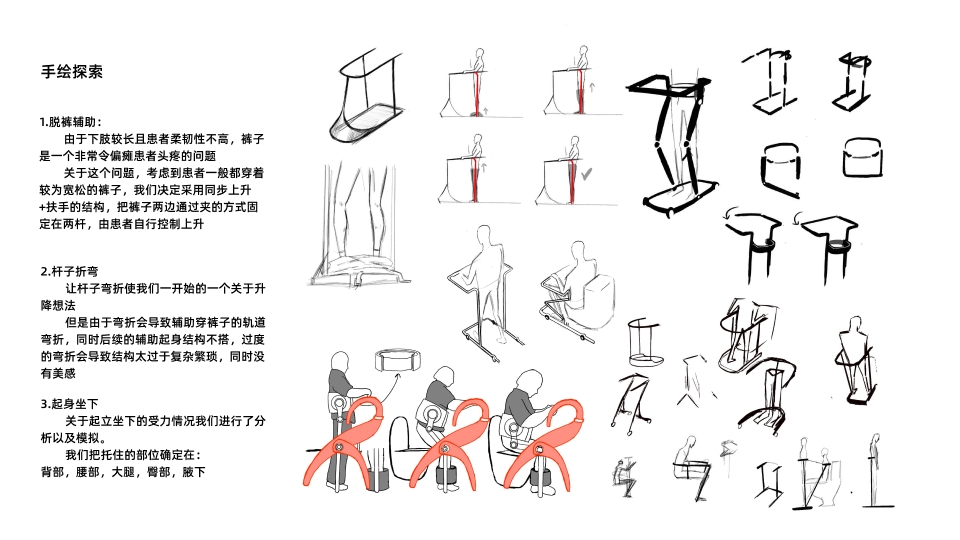 手绘探索
1.脱裤辅助：
由于下肢较长且患者柔韧性不高，裤子
是一个非常令偏瘫患者头疼的问题
关于这个问题，考虑到患者一般都穿着
较为宽松的裤子，我们决定采用同步上升
+扶手的结构，把裤子两边通过夹的方式固
定在两杆，由患者自行控制上升
2.杆子折弯
让杆子弯折使我们一开始的一个关于升
降想法
但是由于弯折会导致辅助穿裤子的轨道
弯折，同时后续的辅助起身结构不搭，过度
的弯折会导致结构太过于复杂繁琐，同时没
有美感
3.起身坐下
关于起立坐下的受力情况我们进行了分
析以及模拟。
我们把托住的部位确定在：
背部，腰部，大腿，臀部，腋下